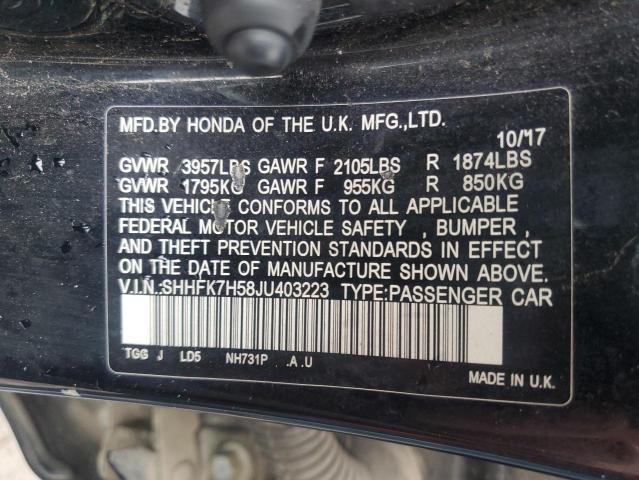 MFD.BY HONDA OF THE U.K. MFG.,LTD.
10/17
GVWR 3957LBS GAWR F 2105LBS R 1874LBS
GVWR 1795KG GAWR F 955KG R 850KG
THIS VEHICLE CONFORMS TO ALL APPLICABLE
FEDERAL MOTOR VEHICLE SAFETY , BUMPER ,
AND THEFT PREVENTION STANDARDS IN EFFECT
ON THE DATE OF MANUFACTURE SHOWN ABOVE.
V.I.N.:SHHFK7H58JU403223 TYPE:PASSENGER CAR
TGG J LD5 NH731P .A .U
MADE IN U.K.